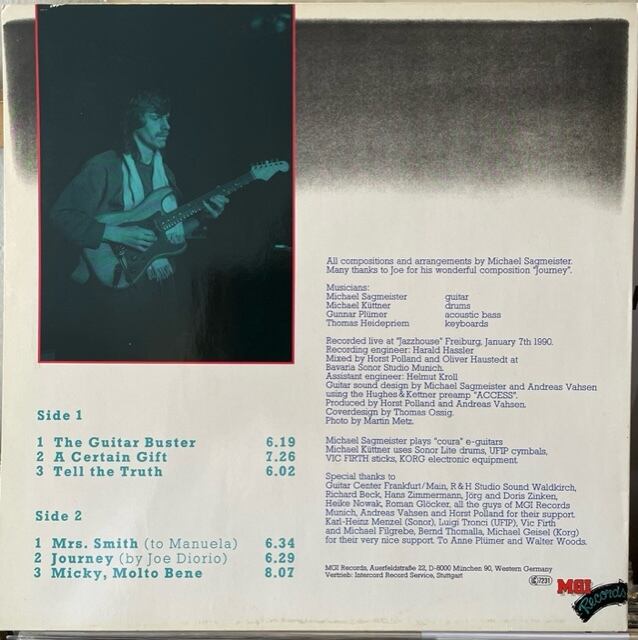 All compositions and arrangements by Michael Sagmeister.
Many thanks to Joe for his wonderful composition "Journey".
Musicians:
Michael Sagmeister guitar
Michael Küttner drums
Gunnar Plümer acoustic bass
Thomas Heidepriem keyboards
Recorded live at "Jazzhouse" Freiburg, January 7th 1990.
Recording engineer: Harald Hassler
Mixed by Horst Polland and Oliver Haustedt at
Bavaria Sonor Studio Munich.
Assistant engineer: Helmut Kroll
Guitar sound design by Michael Sagmeister and Andreas Vahsen
using the Hughes & Kettner preamp "ACCESS".
Produced by Horst Polland and Andreas Vahsen.
Coverdesign by Thomas Ossig.
Photo by Martin Metz.
Michael Sagmeister plays "coura" e-guitars
Michael Küttner uses Sonor Lite drums, UFIP cymbals,
VIC FIRTH sticks, KORG electronic equipment.
Special thanks to
Guitar Center Frankfurt/Main, R & H Studio Sound Waldkirch,
Richard Beck, Hans Zimmermann, Jörg and Doris Zinken,
Heike Nowak, Roman Glöcker, all the guys of MGI Records
Munich, Andreas Vahsen and Horst Polland for their support.
Karl-Heinz Menzel (Sonor), Luigi Tronci (UFIP), Vic Firth
and Michael Filgrebe, Bernd Thomalla, Michael Geisel (Korg)
for their very nice support. To Anne Plümer and Walter Woods.
MGI Records, Auerfeldstraße 22, D-8000 München 90, Western Germany
Vertrieb: Intercord Record Service, Stuttgart
LC 7231
MGI
Records
Side 1
1 The Guitar Buster 6.19
2 A Certain Gift 7.26
3 Tell the Truth 6.02
Side 2
1 Mrs. Smith (to Manuela) 6.34
2 Journey (by Joe Diorio) 6.29
3 Micky, Molto Bene 8.07